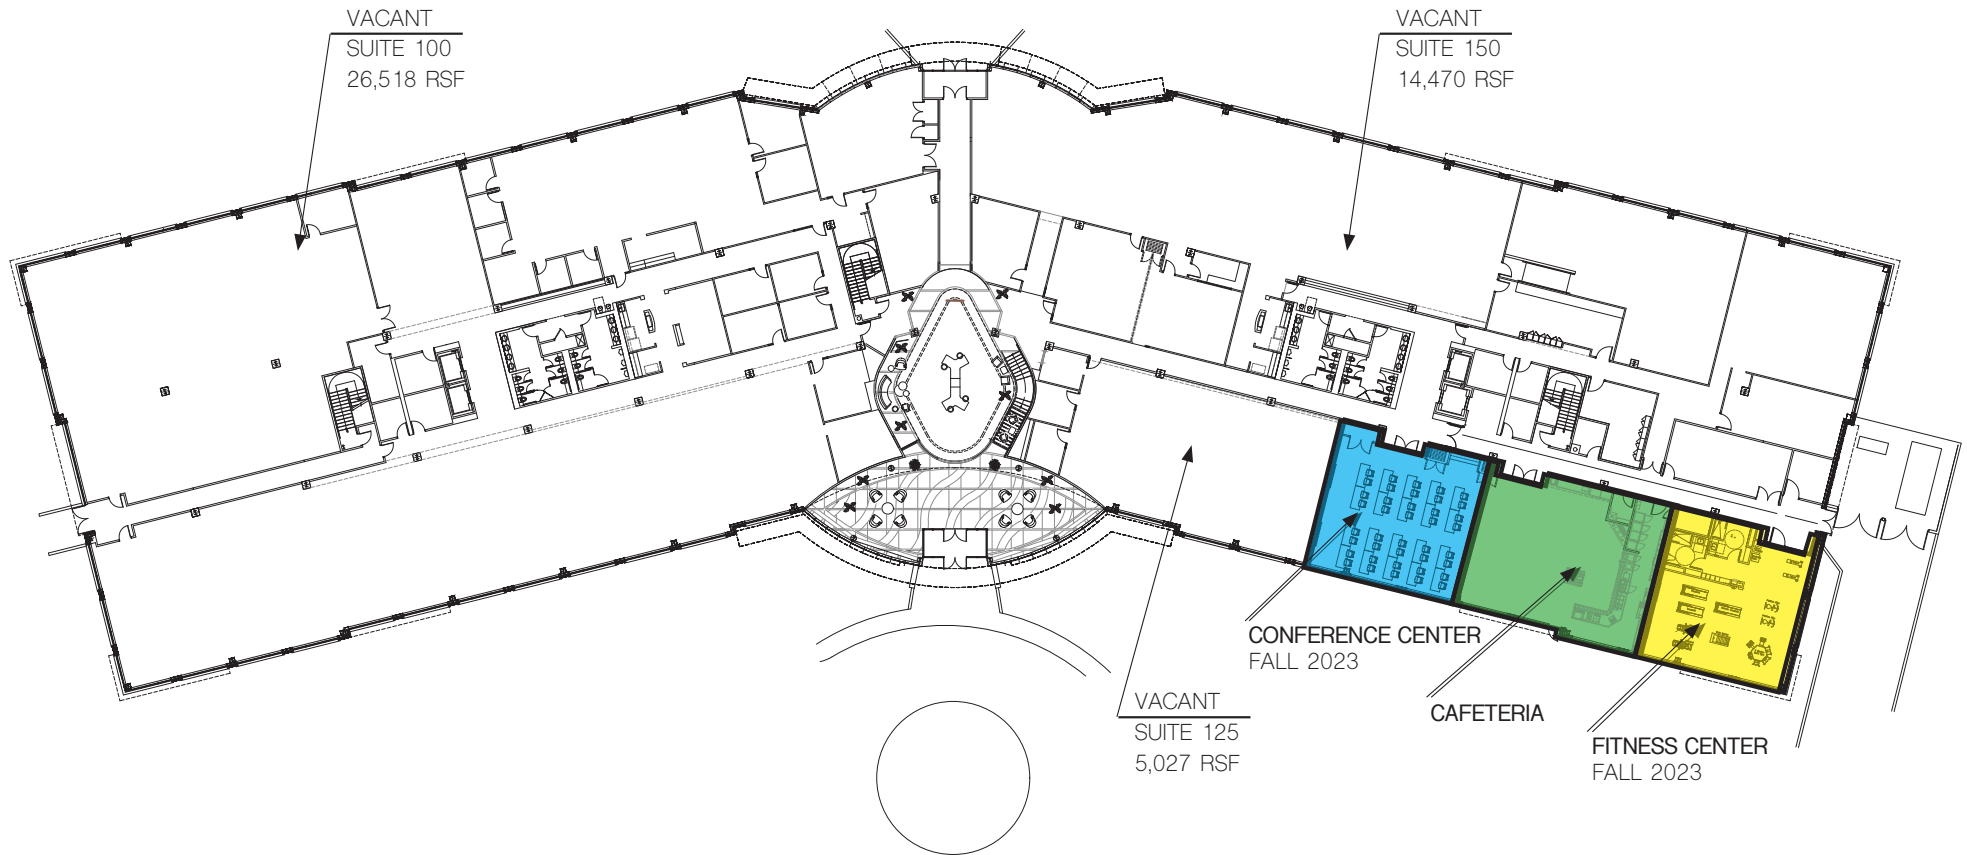 VACANT
SUITE 100
26,518 RSF
VACANT
SUITE 150
14,470 RSF
CONFERENCE CENTER
FALL 2023
VACANT
SUITE 125
5,027 RSF
CAFETERIA
FITNESS CENTER
FALL 2023